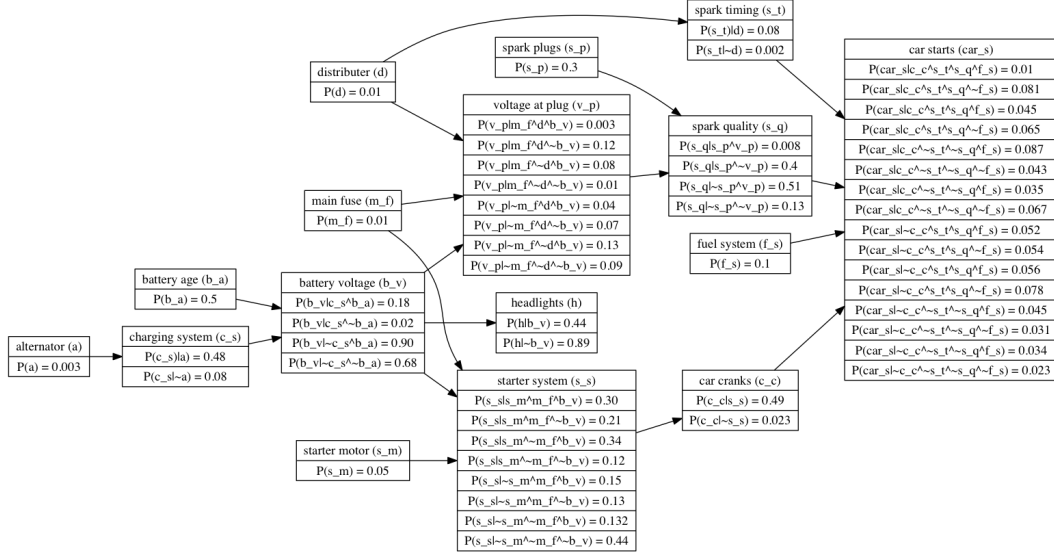 spark timing (s_t)
P(s_t)|d) = 0.08
P(s_t|~d) = 0.002
spark plugs (s_p)
P(s_p) = 0.3
distributer (d)
P(d) = 0.01
car starts (car_s)
P(car_s|c_c^s_t^s_q^f_s) = 0.01
P(car_s|c_c^s_t^s_q^~f_s) = 0.081
P(car_s|c_c^s_t^~s_q^f_s) = 0.045
P(car_s|c_c^s_t^~s_q^~f_s) = 0.065
P(car_s|c_c^~s_t^~s_q^f_s) = 0.087
P(car_s|c_c^~s_t^s_q^~f_s) = 0.043
P(car_s|c_c^~s_t^~s_q^f_s) = 0.035
P(car_s|c_c^~s_t^~s_q^~f_s) = 0.067
P(car_s|~c_c^s_t^s_q^f_s) = 0.052
P(car_s|~c_c^s_t^s_q^~f_s) = 0.054
P(car_s|~c_c^s_t^~s_q^f_s) = 0.056
P(car_s|~c_c^s_t^~s_q^~f_s) = 0.078
P(car_s|~c_c^~s_t^~s_q^f_s) = 0.045
P(car_s|~c_c^~s_t^s_q^~f_s) = 0.031
P(car_s|~c_c^~s_t^~s_q^f_s) = 0.034
P(car_s|~c_c^~s_t^~s_q^~f_s) = 0.023
voltage at plug (v_p)
P(v_p|m_f^d^b_v) = 0.003
P(v_p|m_f^d^~b_v) = 0.12
P(v_p|m_f^~d^b_v) = 0.08
P(v_p|m_f^~d^~b_v) = 0.01
P(v_p|~m_f^d^b_v) = 0.04
P(v_p|~m_f^d^~b_v) = 0.07
P(v_p|~m_f^~d^b_v) = 0.13
P(v_p|~m_f^~d^~b_v) = 0.09
spark quality (s_q)
P(s_q|s_p^v_p) = 0.008
P(s_q|s_p^~v_p) = 0.4
P(s_q|~s_p^v_p) = 0.51
P(s_q|~s_p^~v_p) = 0.13
main fuse (m_f)
P(m_f) = 0.01
fuel system (f_s)
P(f_s) = 0.1
battery age (b_a)
P(b_a) = 0.5
battery voltage (b_v)
P(b_v|c_s^b_a) = 0.18
P(b_v|c_s^~b_a) = 0.02
P(b_v|~c_s^b_a) = 0.90
P(b_v|~c_s^~b_a) = 0.68
headlights (h)
P(h|b_v) = 0.44
P(h|~b_v) = 0.89
alternator (a)
P(a) = 0.003
charging system (c_s)
P(c_s)|a) = 0.48
P(c_s|~a) = 0.08
starter system (s_s)
P(s_s|s_m^m_f^b_v) = 0.30
P(s_s|s_m^m_f^~b_v) = 0.21
P(s_s|s_m^~m_f^b_v) = 0.34
P(s_s|s_m^~m_f^~b_v) = 0.12
P(s_s|~s_m^m_f^b_v) = 0.15
P(s_s|~s_m^m_f^~b_v) = 0.13
P(s_s|~s_m^~m_f^b_v) = 0.132
P(s_s|~s_m^~m_f^~b_v) = 0.44
car cranks (c_c)
P(c_c|s_s) = 0.49
P(c_c|~s_s) = 0.023
starter motor (s_m)
P(s_m) = 0.05